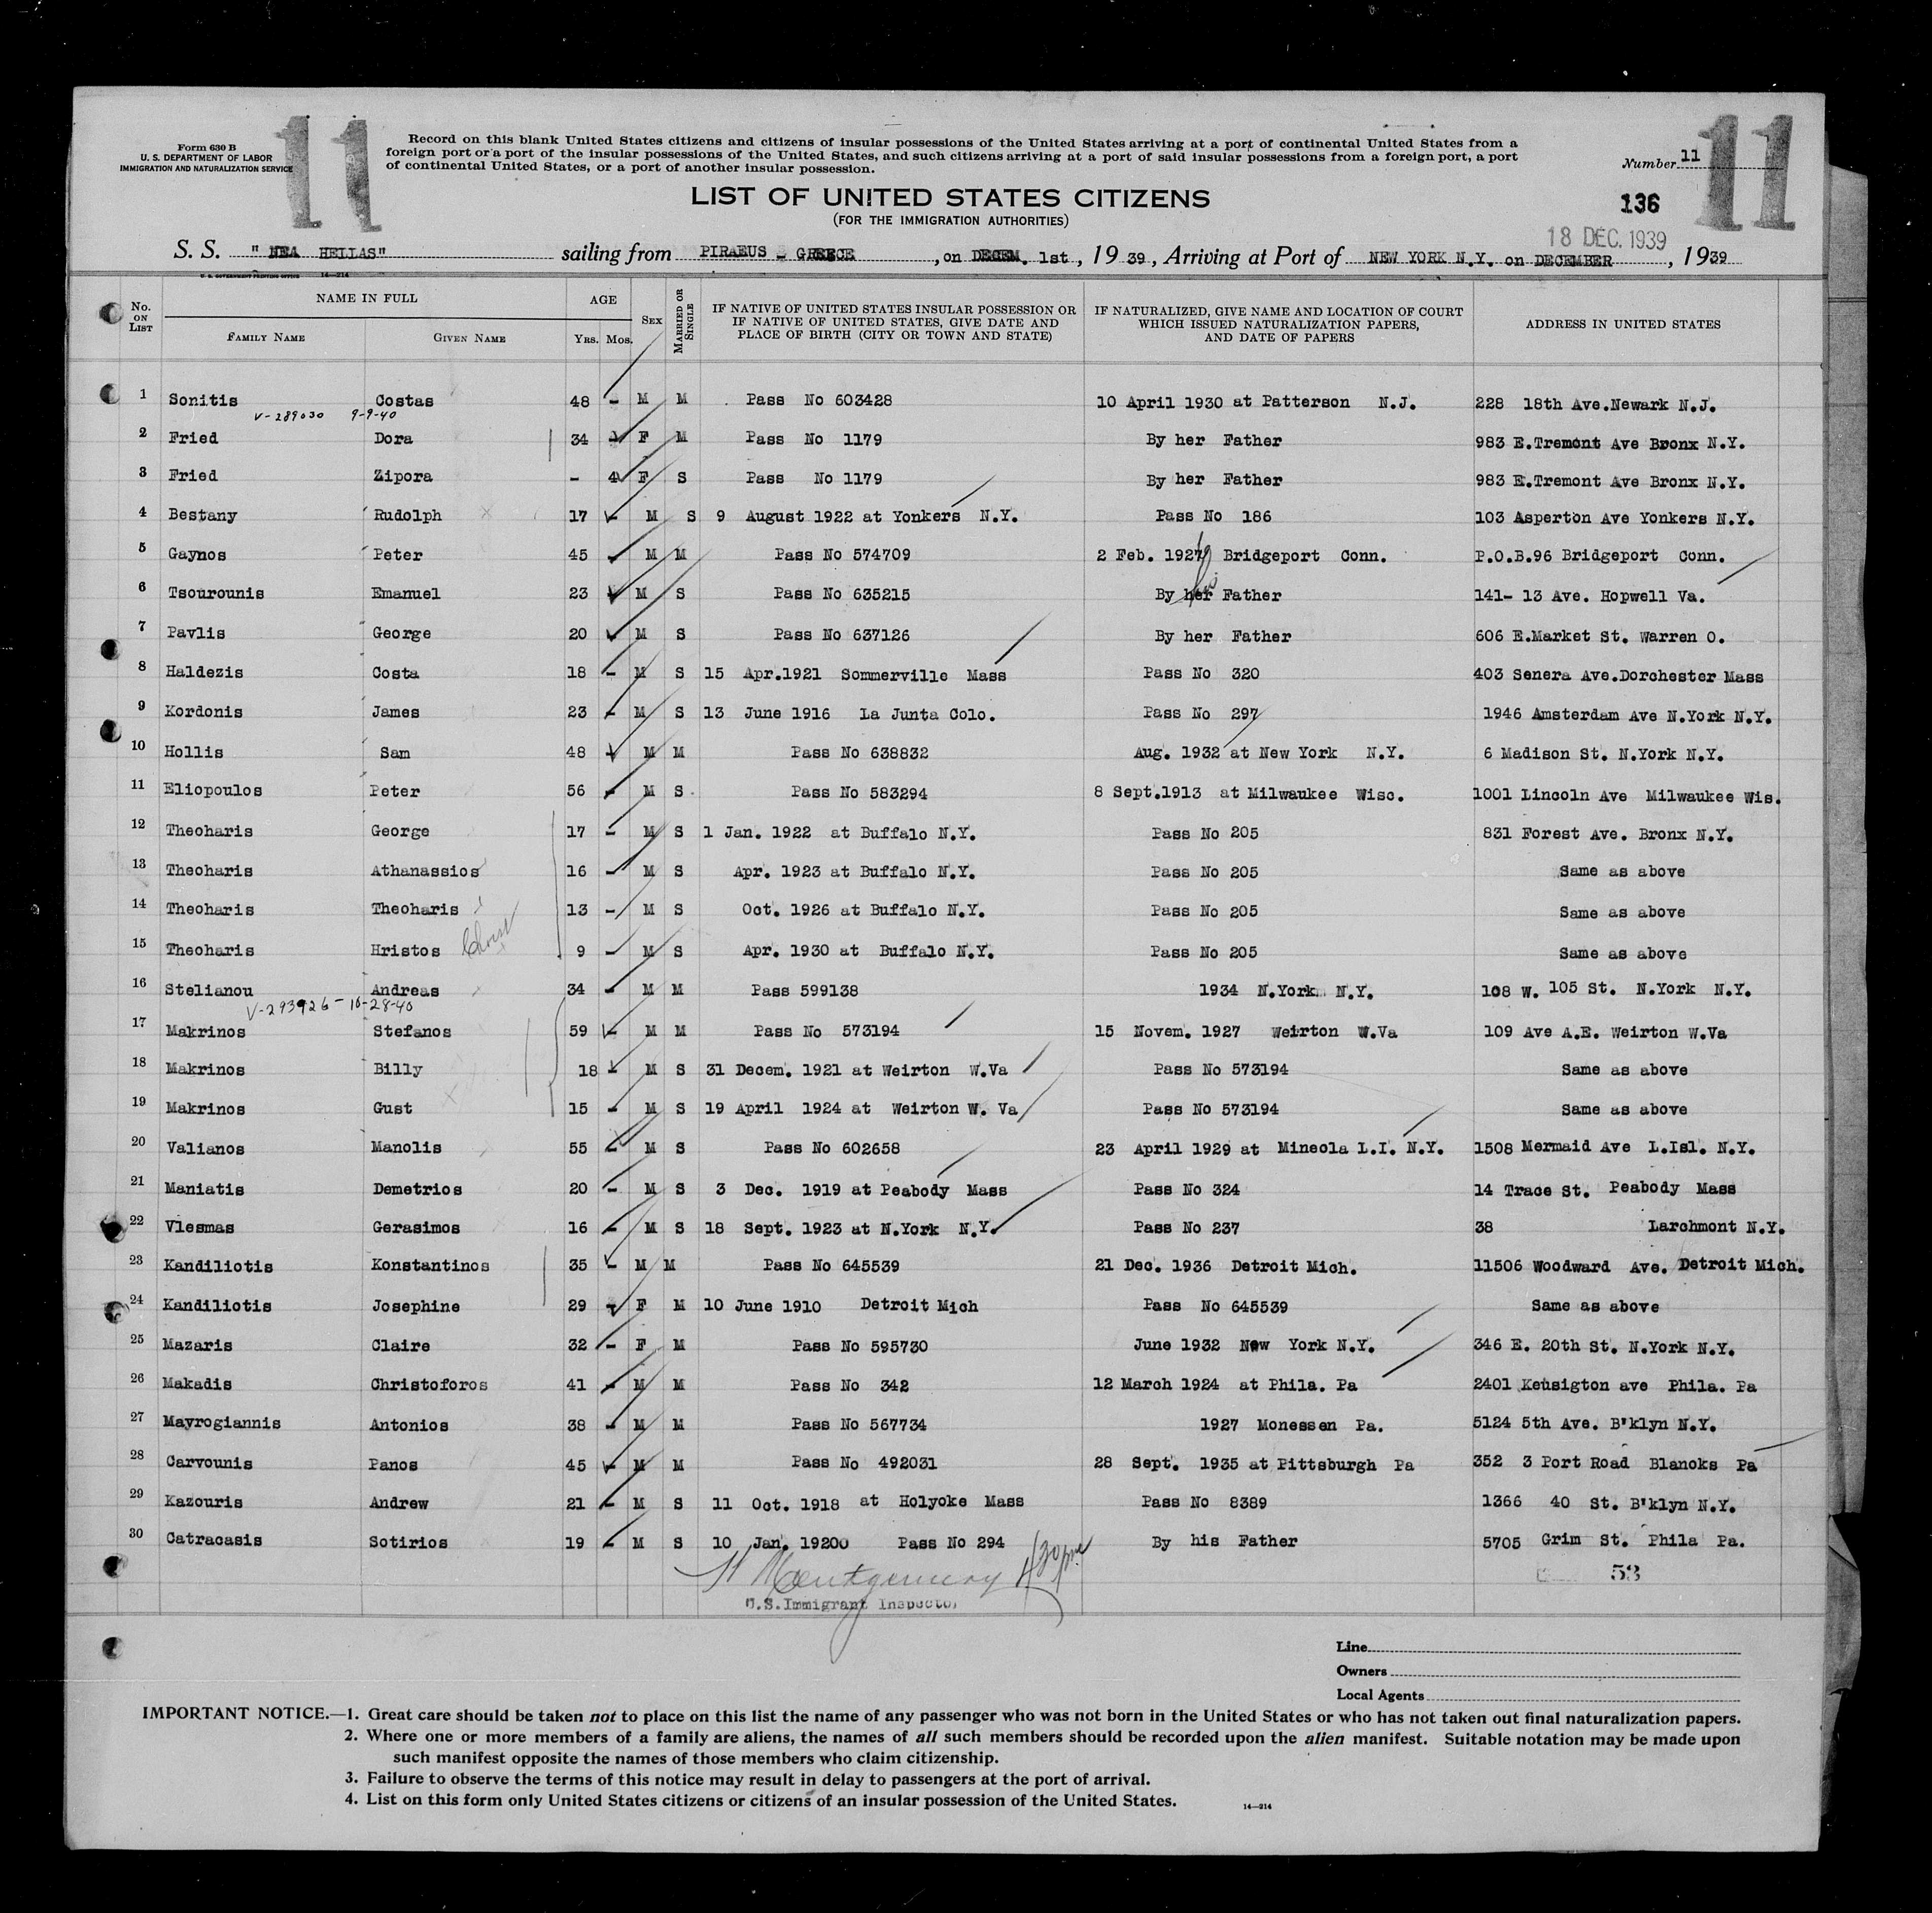 11 11
Form 630 B
U. S. DEPARTMENT OF LABOR
IMMIGRATION AND NATURALIZATION SERVICE
Record on this blank United States citizens and citizens of insular possessions of the United States arriving at a port of continental United States from a
foreign port or a port of the insular possessions of the United States, and such citizens arriving at a port of said insular possessions from a foreign port, a port
of continental United States, or a port of another insular possession.
Number 11
LIST OF UNITED STATES CITIZENS
(FOR THE IMMIGRATION AUTHORITIES)
136
18 DEC. 1939
S. S. " NEA HELLAS" sailing from PIRAEUS - GREECE , on DECEM. 1st , 19 39 , Arriving at Port of NEW YORK N.Y. on DECEMBER , 19 39
U. S. GOVERNMENT PRINTING OFFICE 14—214
No. ON LIST NAME IN FULL FAMILY NAME GIVEN NAME AGE YRS. MOS. SEX MARRIED OR SINGLE IF NATIVE OF UNITED STATES INSULAR POSSESSION OR IF NATIVE OF UNITED STATES, GIVE DATE AND PLACE OF BIRTH (CITY OR TOWN AND STATE) IF NATURALIZED, GIVE NAME AND LOCATION OF COURT WHICH ISSUED NATURALIZATION PAPERS, AND DATE OF PAPERS ADDRESS IN UNITED STATES
1 Sonitis Costas 48 - M M Pass No 603428 10 April 1930 at Patterson N.J. 228 18th Ave.Newark N.J.
V-289030 9-9-40
2 Fried Dora 34 F M Pass No 1179 By her Father 983 E.Tremont Ave Bronx N.Y.
3 Fried Zipora - 4 F S Pass No 1179 By her Father 983 E.Tremont Ave Bronx N.Y.
4 Bestany Rudolph 17 - M S 9 August 1922 at Yonkers N.Y. Pass No 186 103 Asperton Ave Yonkers N.Y.
5 Gaynos Peter 45 - M M Pass No 574709 2 Feb. 1927 Bridgeport Conn. P.O.B.96 Bridgeport Conn.
6 Tsourounis Emanuel 23 M S Pass No 635215 By her his Father 141- 13 Ave. Hopwell Va.
7 Pavlis George 20 M S Pass No 637126 By her Father 606 E.Market St. Warren O.
8 Haldezis Costa 18 - M S 15 Apr.1921 Sommerville Mass Pass No 320 403 Senera Ave.Dorchester Mass
9 Kordonis James 23 - M S 13 June 1916 La Junta Colo. Pass No 297 1946 Amsterdam Ave N.York N.Y.
10 Hollis Sam 48 M M Pass No 638832 Aug. 1932 at New York N.Y. 6 Madison St. N.York N.Y.
11 Eliopoulos Peter 56 - M S Pass No 583294 8 Sept.1913 at Milwaukee Wisc. 1001 Lincoln Ave Milwaukee Wis.
12 Theoharis George 17 - M S 1 Jan. 1922 at Buffalo N.Y. Pass No 205 831 Forest Ave. Bronx N.Y.
13 Theoharis Athanassios 16 - M S Apr. 1923 at Buffalo N.Y. Pass No 205 Same as above
14 Theoharis Theoharis 13 - M S Oct. 1926 at Buffalo N.Y. Pass No 205 Same as above
15 Theoharis Hristos Christ 9 - M S Apr. 1930 at Buffalo N.Y. Pass No 205 Same as above
16 Stelianou Andreas 34 - M M Pass 599138 1934 N.York N.Y. 108 W. 105 St. N.York N.Y.
V-293926-10-28-40
17 Makrinos Stefanos 59 - M M Pass No 573194 15 Novem. 1927 Weirton W.Va 109 Ave A.E. Weirton W.Va
18 Makrinos Billy 18 - M S 31 Decem. 1921 at Weirton W.Va Pass No 573194 Same as above
19 Makrinos Gust 15 - M S 19 April 1924 at Weirton W. Va Pass No 573194 Same as above
20 Valianos Manolis 55 - M S Pass No 602658 23 April 1929 at Mineola L.I. N.Y. 1508 Mermaid Ave L.Isl. N.Y.
21 Maniatis Demetrios 20 - M S 3 Dec. 1919 at Peabody Mass Pass No 324 14 Trace St. Peabody Mass
22 Vlesmas Gerasimos 16 - M S 18 Sept. 1923 at N.York N.Y. Pass No 237 38 Larchmont N.Y.
23 Kandiliotis Konstantinos 35 - M M Pass No 645539 21 Dec. 1936 Detroit Mich. 11506 Woodward Ave. Detroit Mich.
24 Kandiliotis Josephine 29 - F M 10 June 1910 Detroit Mich Pass No 645539 Same as above
25 Mazaris Claire 32 - F M Pass No 595730 June 1932 New York N.Y. 346 E. 20th St. N.York N.Y.
26 Makadis Christoforos 41 - M M Pass No 342 12 March 1924 at Phila. Pa 2401 Keusigton ave Phila. Pa
27 Mayrogiannis Antonios 38 - M M Pass No 567734 1927 Monessen Pa. 5124 5th Ave. B'klyn N.Y.
28 Carvounis Panos 45 - M M Pass No 492031 28 Sept. 1935 at Pittsburgh Pa 352 3 Port Road Blanoks Pa
29 Kazouris Andrew 21 - M S 11 Oct. 1918 at Holyoke Mass Pass No 8389 1366 40 St. B'klyn N.Y.
30 Catracasis Sotirios 19 - M S 10 Jan. 19200 Pass No 294 By his Father 5705 Grim St. Phila Pa.
H Montgomery 430 pm
53
U.S.Immigrant Inspector
Line
Owners
Local Agents
IMPORTANT NOTICE.—1. Great care should be taken not to place on this list the name of any passenger who was not born in the United States or who has not taken out final naturalization papers.
2. Where one or more members of a family are aliens, the names of all such members should be recorded upon the alien manifest. Suitable notation may be made upon
such manifest opposite the names of those members who claim citizenship.
3. Failure to observe the terms of this notice may result in delay to passengers at the port of arrival.
4. List on this form only United States citizens or citizens of an insular possession of the United States.
14—214